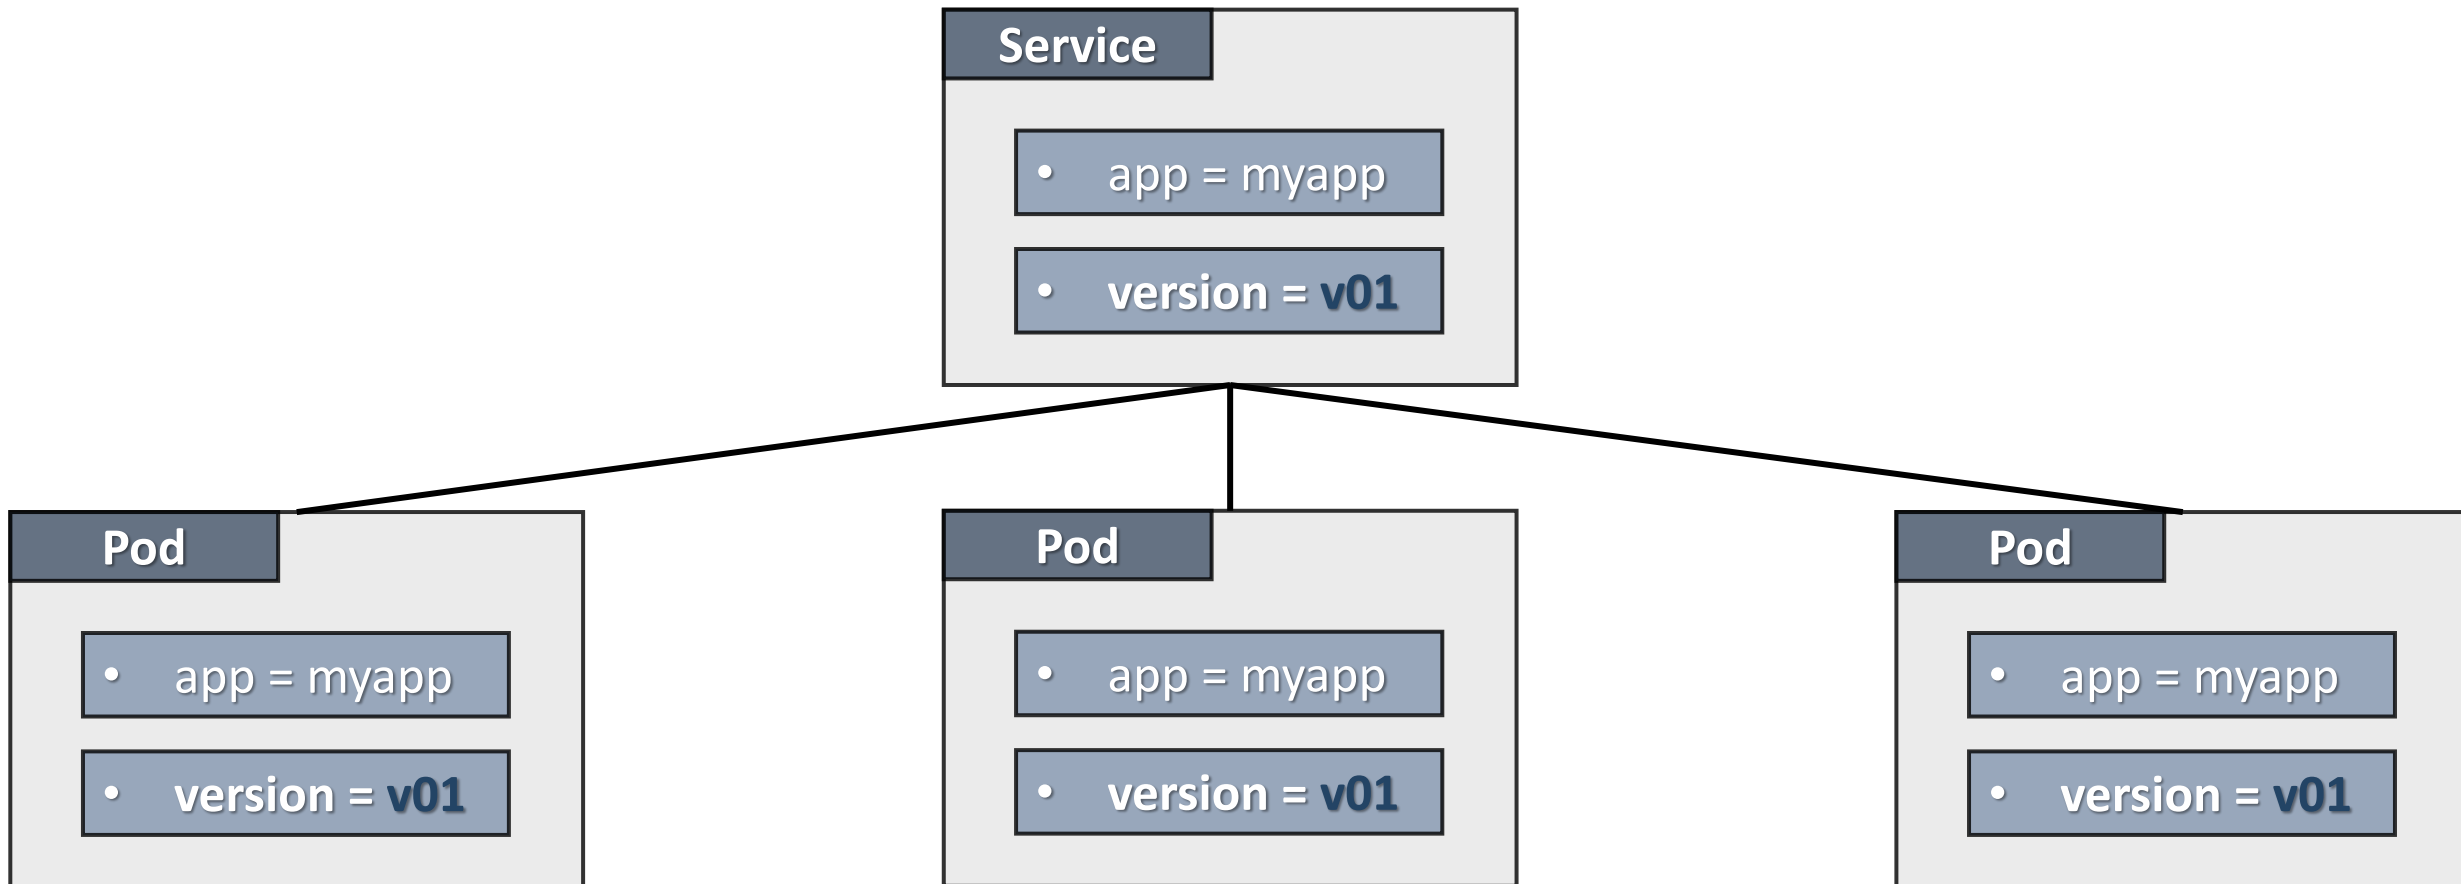 Service
• app = myapp
• version = v01
Pod
• app = myapp
• version = v01
Pod
• app = myapp
• version = v01
Pod
• app = myapp
• version = v01